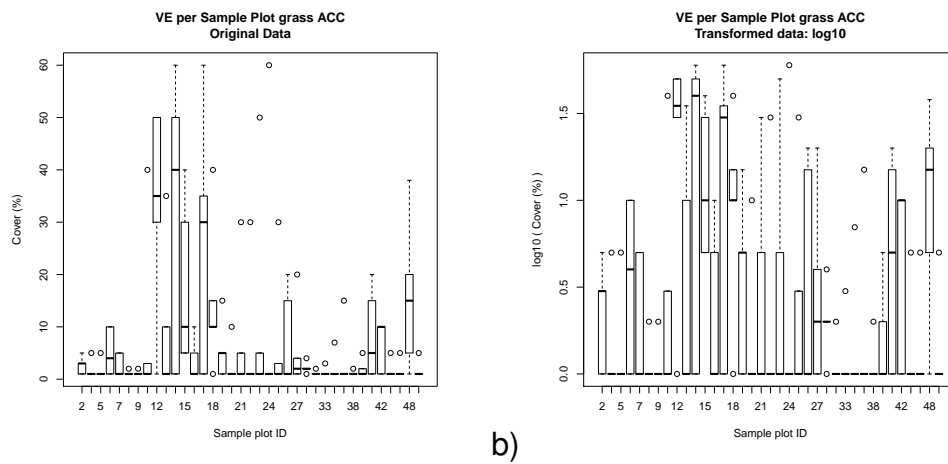 VE per Sample Plot grass ACC
Original Data
Cover (%)
60
50
40
30
20
10
0
2 5 7 9 12 15 18 21 24 27 33 38 42 48
Sample plot ID
b)
VE per Sample Plot grass ACC
Transformed data: log10
log10 ( Cover (%) )
1.5
1.0
0.5
0.0
2 5 7 9 12 15 18 21 24 27 33 38 42 48
Sample plot ID